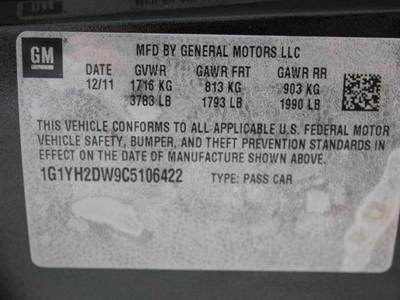 GM
MFD BY GENERAL MOTORS LLC
DATE GVWR GAWR FRT GAWR RR
12/11 1716 KG 813 KG 903 KG
3783 LB 1793 LB 1990 LB
THIS VEHICLE CONFORMS TO ALL APPLICABLE U.S. FEDERAL MOTOR
VEHICLE SAFETY, BUMPER, AND THEFT PREVENTION STANDARDS IN
EFFECT ON THE DATE OF MANUFACTURE SHOWN ABOVE.
1G1YH2DW9C5106422 TYPE: PASS CAR